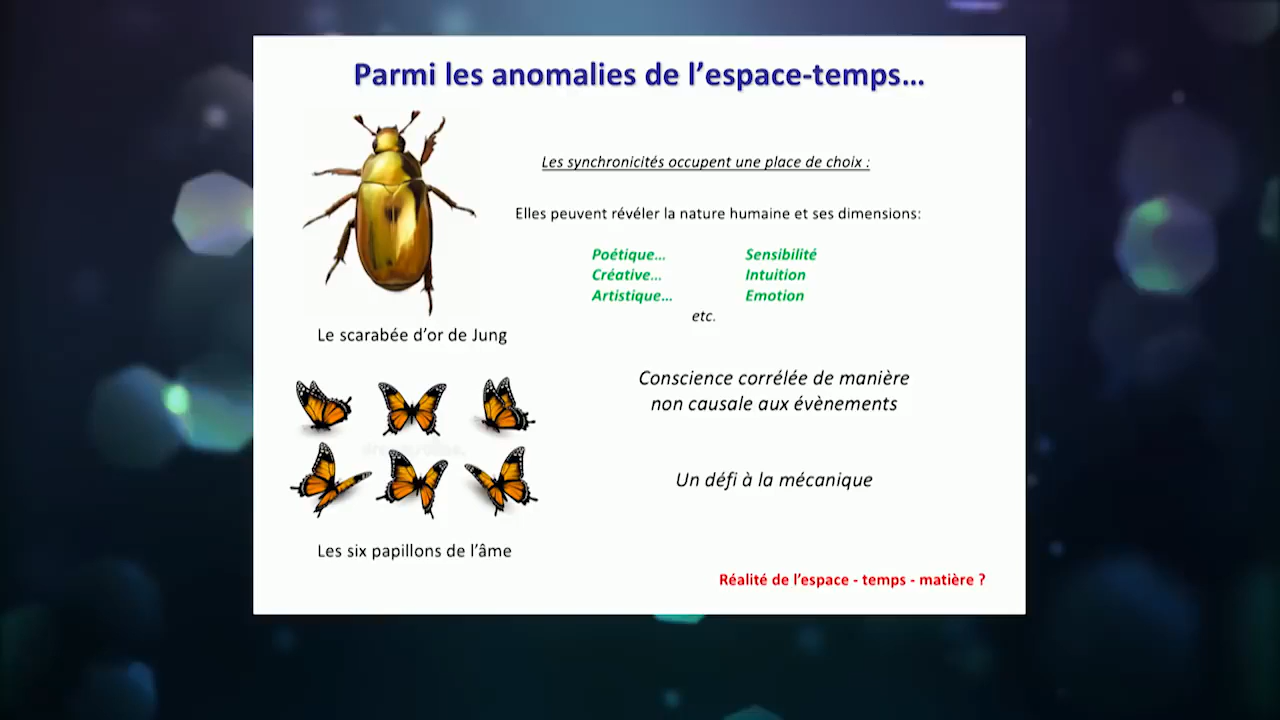 Parmi les anomalies de l’espace-temps…
Les synchronicités occupent une place de choix :
Elles peuvent révéler la nature humaine et ses dimensions:
Poétique… Sensibilité
Créative… Intuition
Artistique… Emotion
etc.
Le scarabée d’or de Jung
Conscience corrélée de manière
non causale aux évènements
Un défi à la mécanique
Les six papillons de l’âme
Réalité de l’espace - temps - matière ?